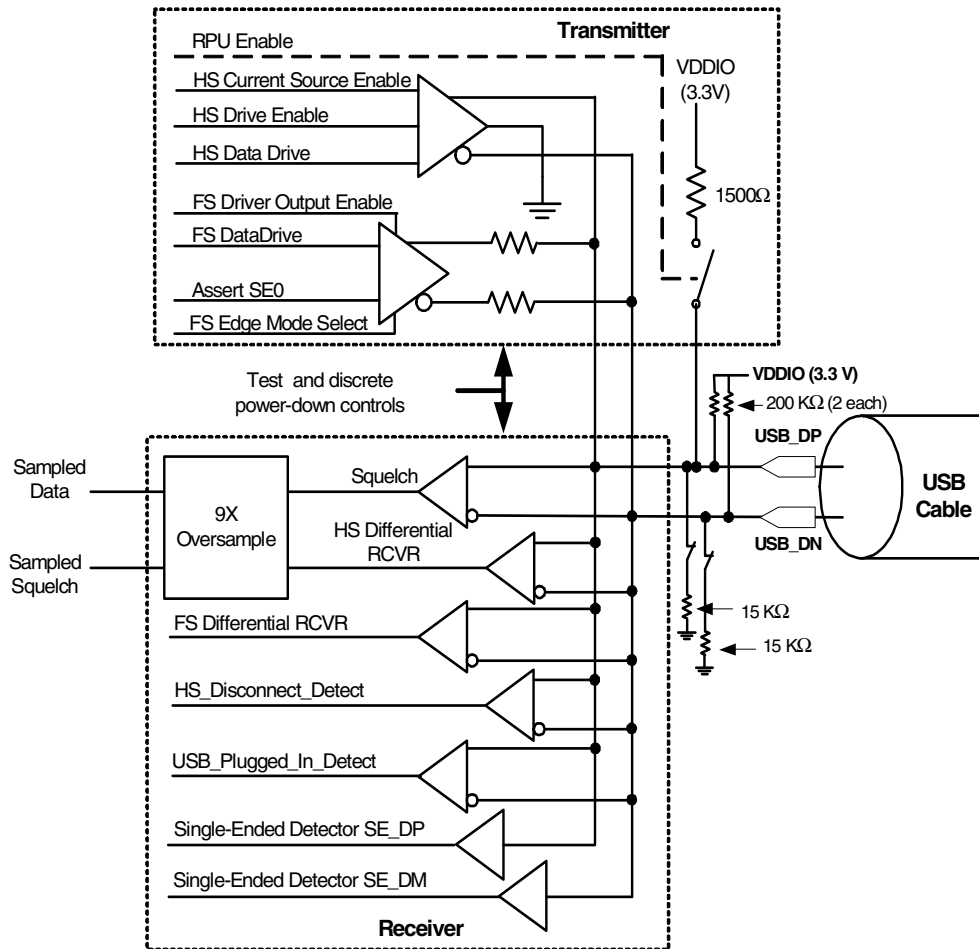 Transmitter
RPU Enable
VDDIO
(3.3V)
HS Current Source Enable
HS Drive Enable
HS Data Drive
1500Ω
FS Driver Output Enable
FS DataDrive
Assert SE0
FS Edge Mode Select
Test and discrete
power-down controls
VDDIO (3.3 V)
200 KΩ (2 each)
USB_DP
USB
Cable
USB_DN
Sampled
Data
Squelch
9X
Oversample
HS Differential
RCVR
Sampled
Squelch
15 KΩ
15 KΩ
FS Differential RCVR
HS_Disconnect_Detect
USB_Plugged_In_Detect
Single-Ended Detector SE_DP
Single-Ended Detector SE_DM
Receiver